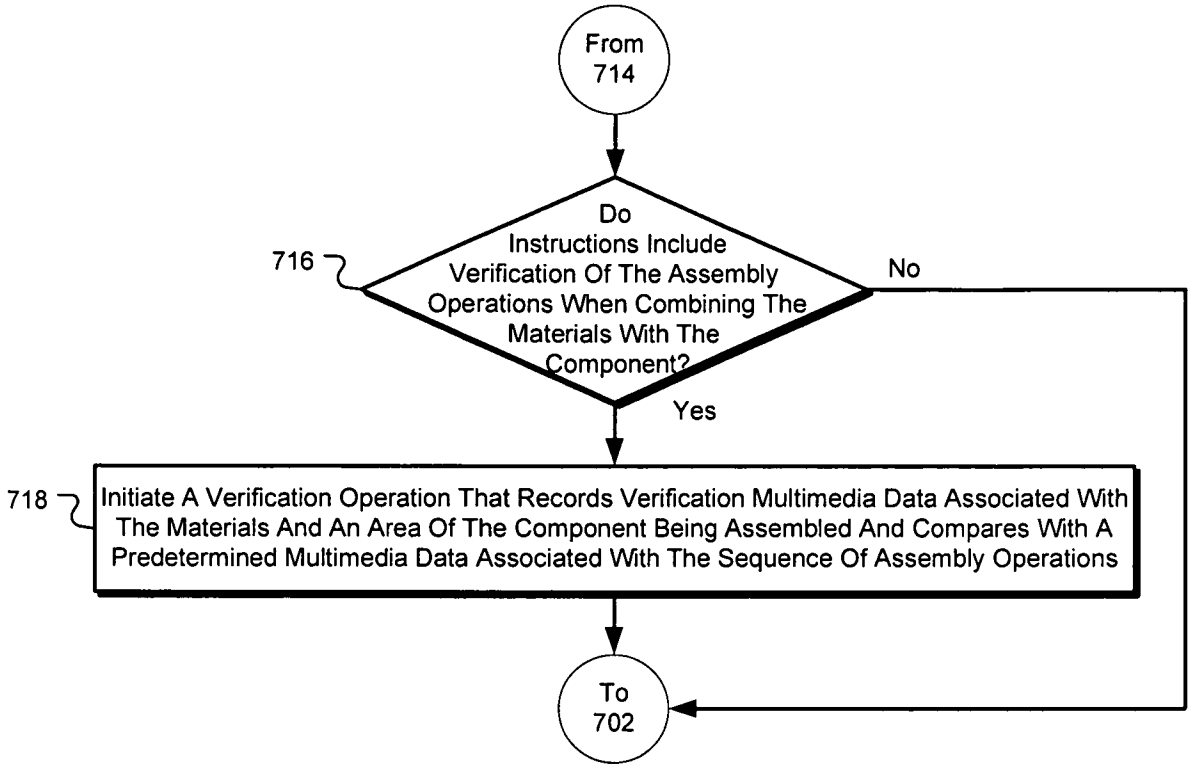 From
714
Do
Instructions Include
Verification Of The Assembly
Operations When Combining The
Materials With The
Component?
716
No
Yes
718
Initiate A Verification Operation That Records Verification Multimedia Data Associated With
The Materials And An Area Of The Component Being Assembled And Compares With A
Predetermined Multimedia Data Associated With The Sequence Of Assembly Operations
To
702